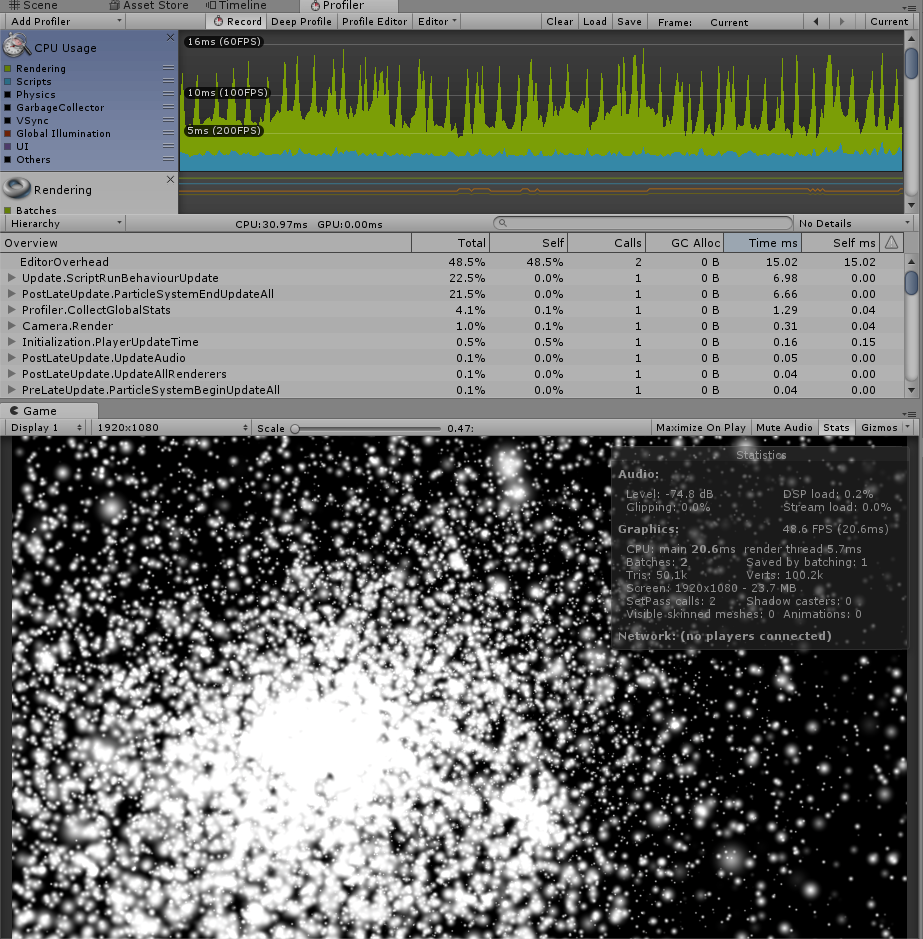 Scene Asset Store Timeline Profiler
Add Profiler Record Deep Profile Profile Editor Editor Clear Load Save Frame: Current Current
CPU Usage
Rendering
Scripts
Physics
GarbageCollector
VSync
Global Illumination
UI
Others
16ms (60FPS)
10ms (100FPS)
5ms (200FPS)
Rendering
Batches
Hierarchy CPU:30.97ms GPU:0.00ms No Details
Overview Total Self Calls GC Alloc Time ms Self ms
EditorOverhead 48.5% 48.5% 2 0 B 15.02 15.02
Update.ScriptRunBehaviourUpdate 22.5% 0.0% 1 0 B 6.98 0.00
PostLateUpdate.ParticleSystemEndUpdateAll 21.5% 0.0% 1 0 B 6.66 0.00
Profiler.CollectGlobalStats 4.1% 0.1% 1 0 B 1.29 0.04
Camera.Render 1.0% 0.1% 1 0 B 0.31 0.04
Initialization.PlayerUpdateTime 0.5% 0.5% 1 0 B 0.16 0.15
PostLateUpdate.UpdateAudio 0.1% 0.0% 1 0 B 0.05 0.00
PostLateUpdate.UpdateAllRenderers 0.1% 0.0% 1 0 B 0.04 0.00
PreLateUpdate.ParticleSystemBeginUpdateAll 0.1% 0.0% 1 0 B 0.04 0.00
Game
Display 1 1920x1080 Scale 0.47: Maximize On Play Mute Audio Stats Gizmos
Statistics
Audio:
Level: -74.8 dB DSP load: 0.2%
Clipping: 0.0% Stream load: 0.0%
Graphics: 48.6 FPS (20.6ms)
CPU: main 20.6ms render thread 5.7ms
Batches: 2 Saved by batching: 1
Tris: 50.1k Verts: 100.2k
Screen: 1920x1080 - 23.7 MB
SetPass calls: 2 Shadow casters: 0
Visible skinned meshes: 0 Animations: 0
Network: (no players connected)